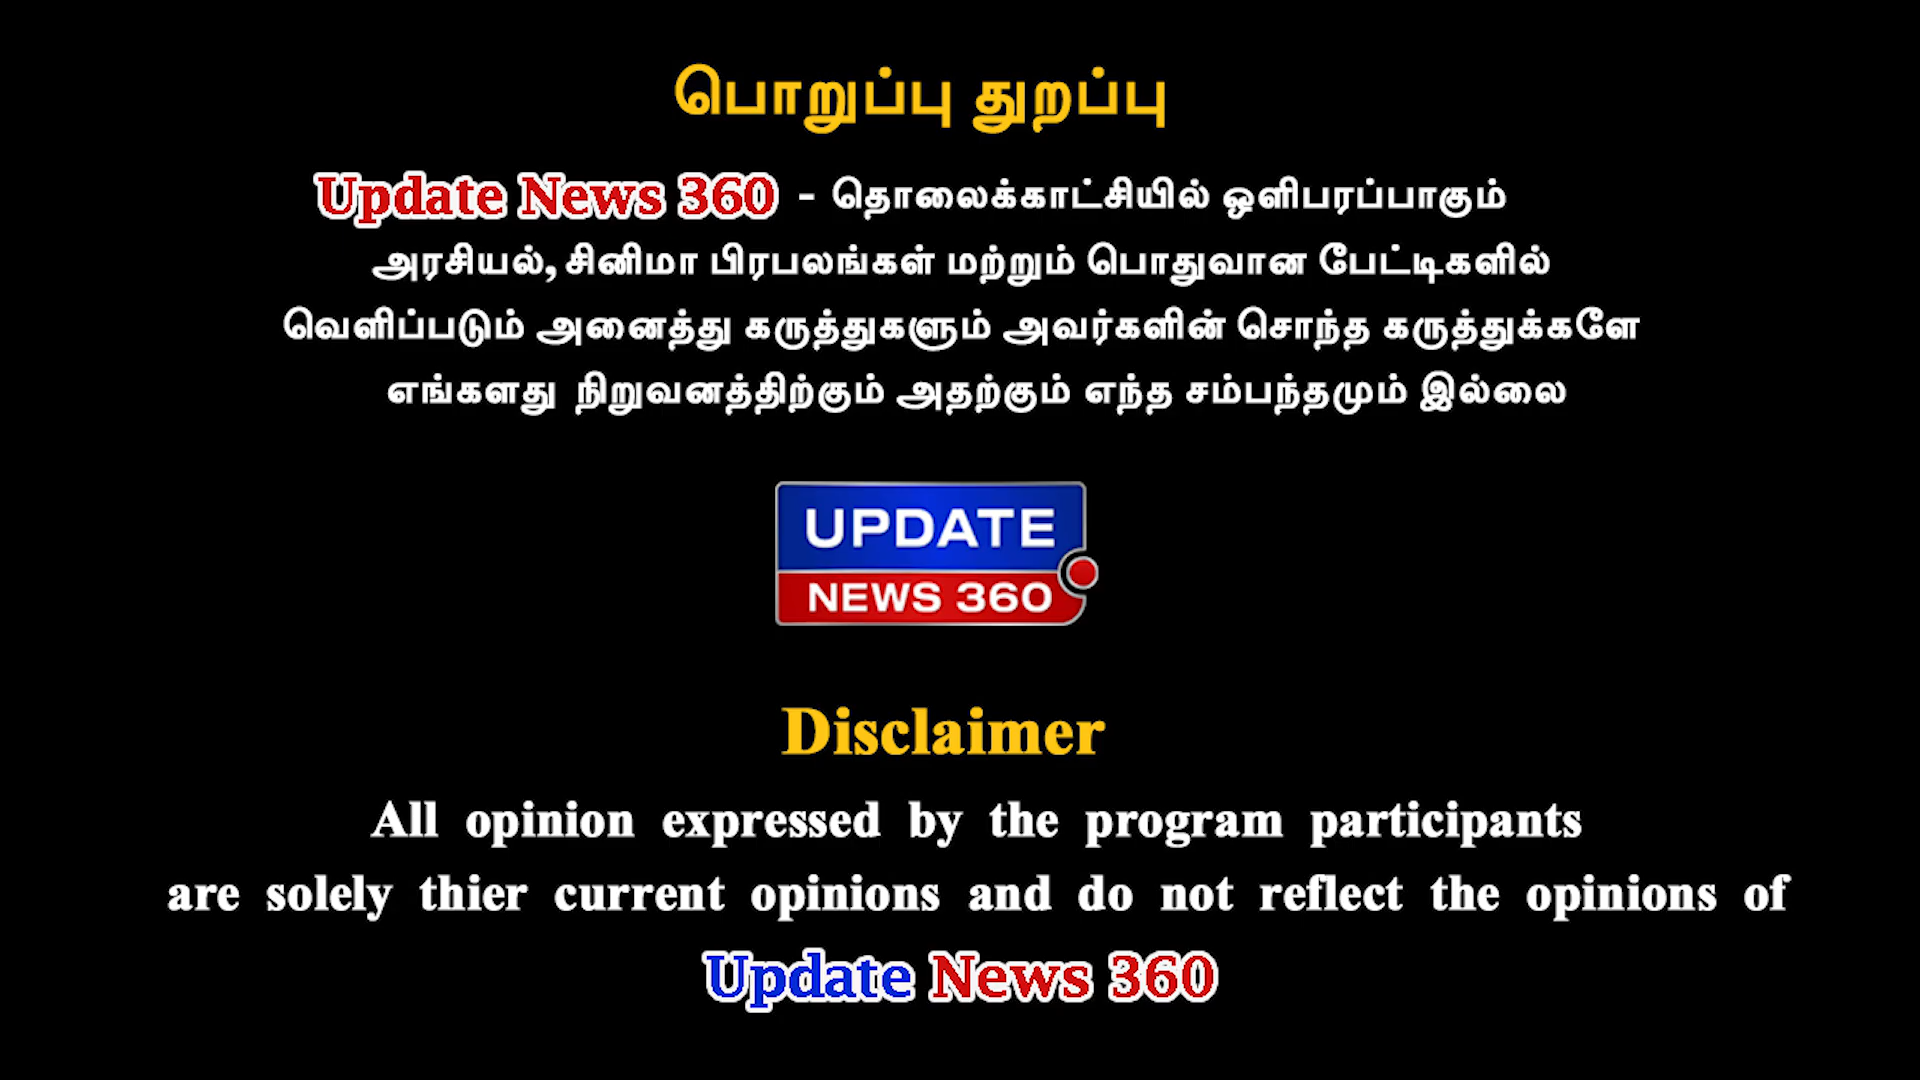 பொறுப்பு துறப்பு
Update News 360 - தொலைக்காட்சியில் ஒளிபரப்பாகும்
அரசியல், சினிமா பிரபலங்கள் மற்றும் பொதுவான பேட்டிகளில்
வெளிப்படும் அனைத்து கருத்துகளும் அவர்களின் சொந்த கருத்துக்களே
எங்களது நிறுவனத்திற்கும் அதற்கும் எந்த சம்பந்தமும் இல்லை
UPDATE
NEWS 360
Disclaimer
All opinion expressed by the program participants
are solely thier current opinions and do not reflect the opinions of
Update News 360